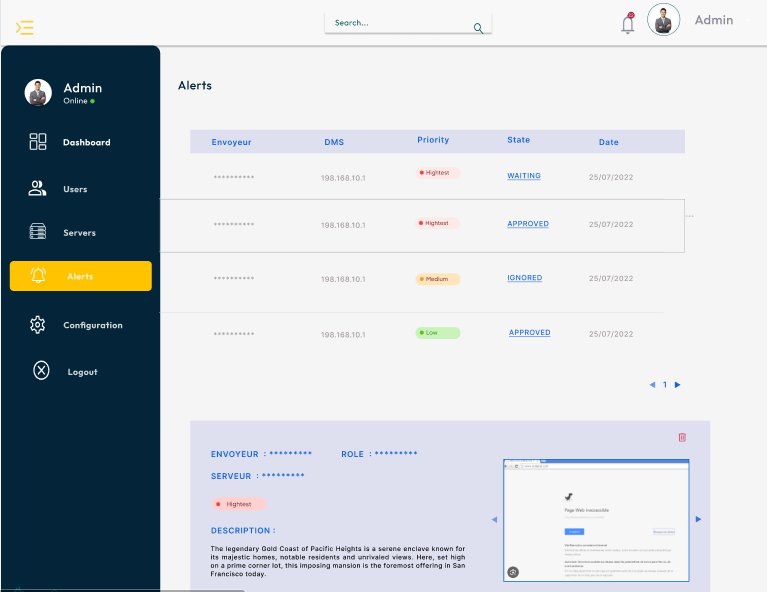 Search...
Admin
Admin
Online
Alerts
Dashboard
Users
Servers
Alerts
Configuration
Logout
Envoyeur DMS Priority State Date
********** 198.168.10.1 Hightest WAITING 25/07/2022
********** 198.168.10.1 Hightest APPROVED 25/07/2022
...
********** 198.168.10.1 Medium IGNORED 25/07/2022
********** 198.168.10.1 Low APPROVED 25/07/2022
1
ENVOYEUR : ********* ROLE : *********
SERVEUR : *********
Hightest
DESCRIPTION :
The legendary Gold Coast of Pacific Heights is a serene enclave known for
its majestic homes, notable residents and unrivaled views. Here, set high
on a prime corner lot, this imposing mansion is the foremost offering in
San Francisco today.
Page Web inaccessible